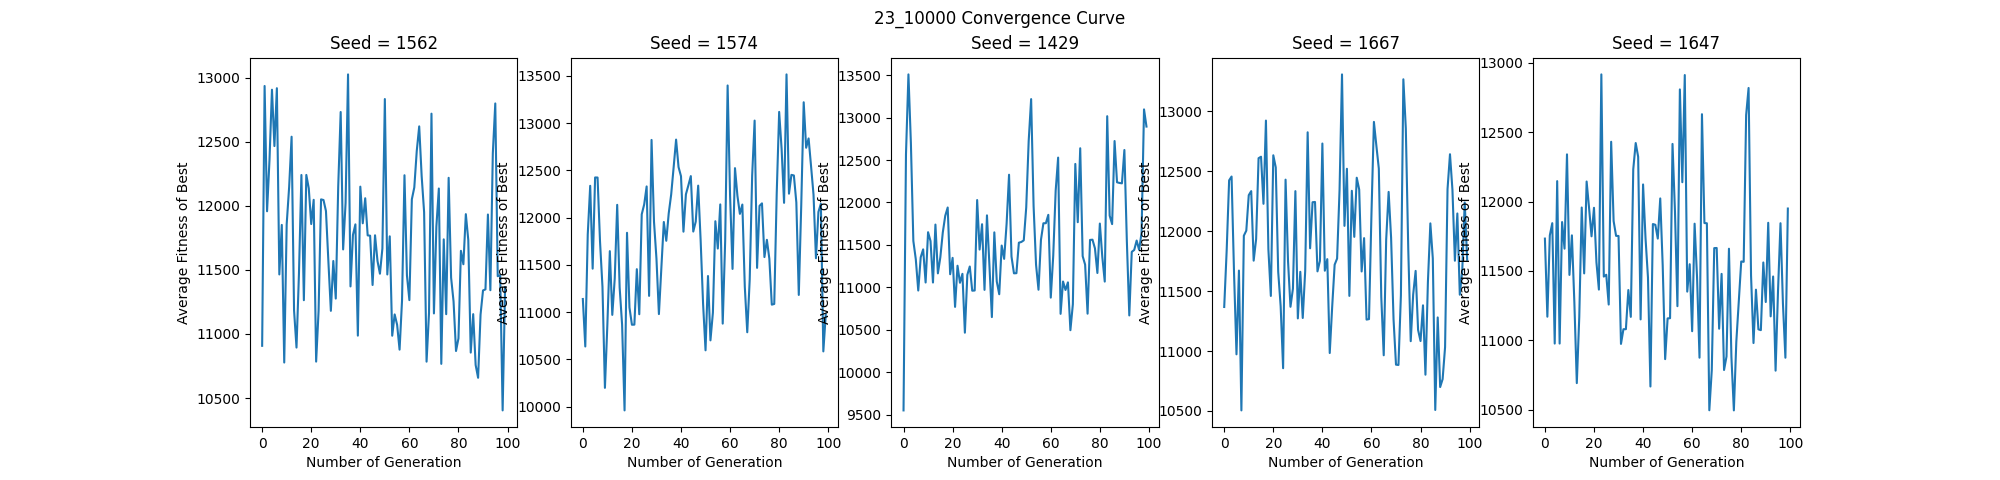 23_10000 Convergence Curve
Seed = 1562
Average Fitness of Best
13000
12500
12000
11500
11000
10500
0 20 40 60 80 100
Number of Generation
Seed = 1574
Average Fitness of Best
13500
13000
12500
12000
11500
11000
10500
10000
0 20 40 60 80 100
Number of Generation
Seed = 1429
Average Fitness of Best
13500
13000
12500
12000
11500
11000
10500
10000
9500
0 20 40 60 80 100
Number of Generation
Seed = 1667
Average Fitness of Best
13000
12500
12000
11500
11000
10500
0 20 40 60 80 100
Number of Generation
Seed = 1647
Average Fitness of Best
13000
12500
12000
11500
11000
10500
0 20 40 60 80 100
Number of Generation